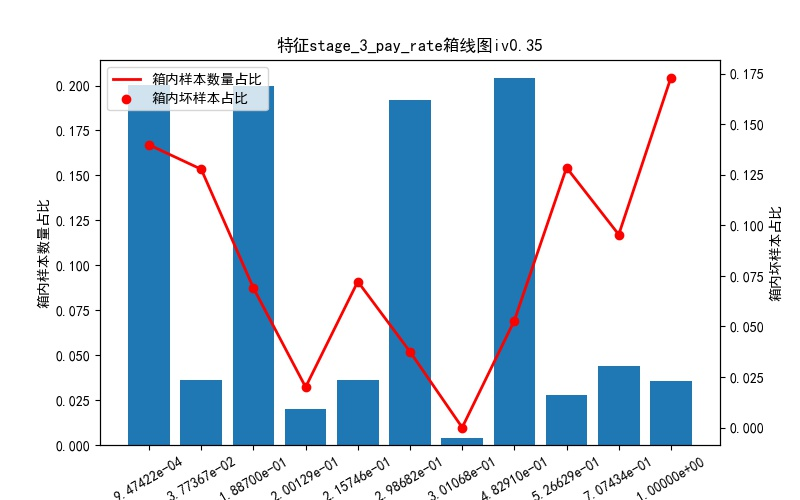 特征stage_3_pay_rate箱线图iv0.35
箱内样本数量占比
箱内坏样本占比
0.200
0.175
0.150
0.125
0.100
0.075
0.050
0.025
0.000
箱内样本数量占比
0.175
0.150
0.125
0.100
0.075
0.050
0.025
0.000
箱内坏样本占比
9.47422e-04
3.77367e-02
1.88700e-01
2.00129e-01
2.15746e-01
2.98682e-01
3.01068e-01
4.82910e-01
5.26629e-01
7.07434e-01
1.00000e+00